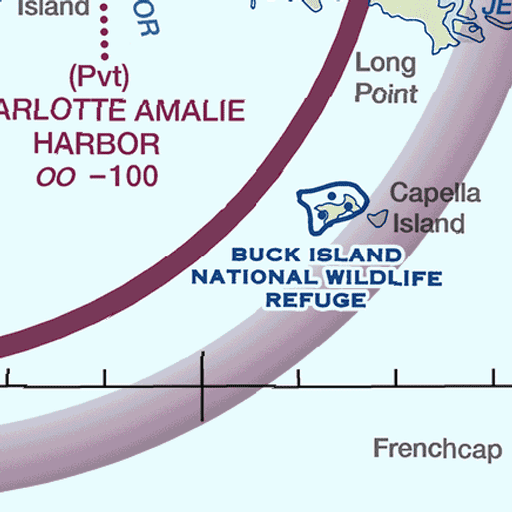 Island
OR
JE
(Pvt)
ARLOTTE AMALIE
HARBOR
OO –100
Long
Point
Capella
Island
BUCK ISLAND
NATIONAL WILDLIFE
REFUGE
Frenchcap